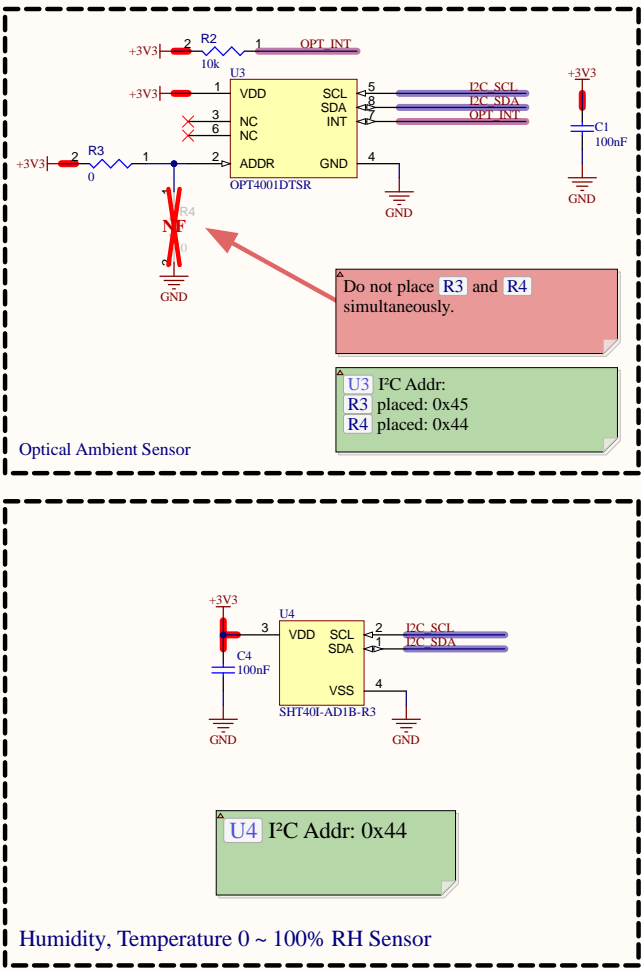 R2
+3V3 2 1 OPT_INT
10k
U3
+3V3 1 VDD SCL 5 I2C_SCL
SDA 8 I2C_SDA
3 NC INT 7 OPT_INT
6 NC
+3V3 2 R3 1 2 ADDR GND 4
0
OPT4001DTSR
GND
+3V3
C1
100nF
GND
1
R4
NF
0
2
GND
Do not place R3 and R4
simultaneously.
U3 I²C Addr:
R3 placed: 0x45
R4 placed: 0x44
Optical Ambient Sensor
+3V3
U4
3 VDD SCL 2 I2C_SCL
SDA 1 I2C_SDA
C4
100nF
VSS 4
SHT40I-AD1B-R3
GND
GND
U4 I²C Addr: 0x44
Humidity, Temperature 0 ~ 100% RH Sensor